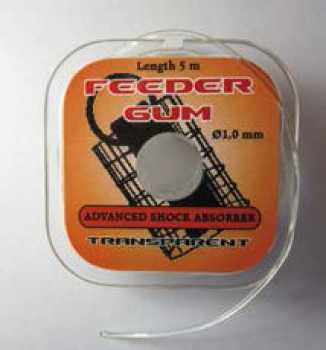 Length 5 m
FEEDER
GUM
Ø1,0 mm
ADVANCED SHOCK ABSORBER
TRANSPARENT